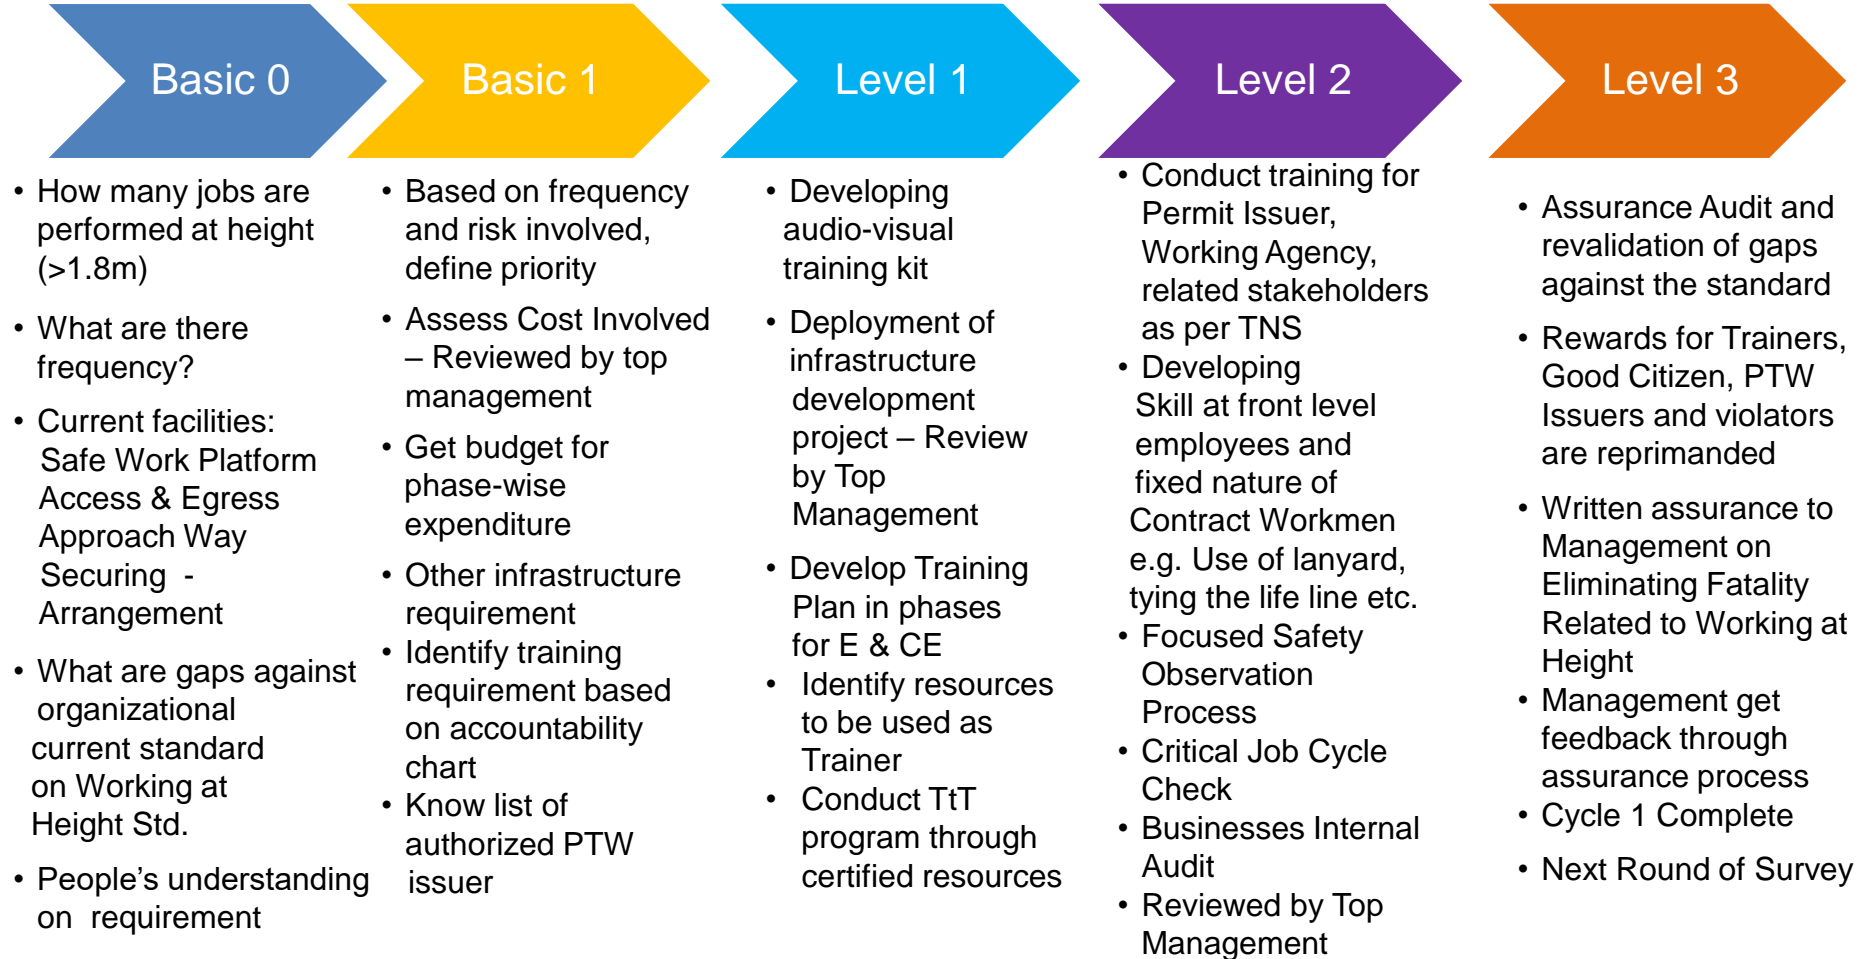 Basic 0
• How many jobs are
performed at height
(>1.8m)
• What are there
frequency?
• Current facilities:
Safe Work Platform
Access & Egress
Approach Way
Securing -
Arrangement
• What are gaps against
organizational
current standard
on Working at
Height Std.
• People’s understanding
on requirement
Basic 1
• Based on frequency
and risk involved,
define priority
• Assess Cost Involved
– Reviewed by top
management
• Get budget for
phase-wise
expenditure
• Other infrastructure
requirement
• Identify training
requirement based
on accountability
chart
• Know list of
authorized PTW
issuer
Level 1
• Developing
audio-visual
training kit
• Deployment of
infrastructure
development
project – Review
by Top
Management
• Develop Training
Plan in phases
for E & CE
• Identify resources
to be used as
Trainer
• Conduct TtT
program through
certified resources
Level 2
• Conduct training for
Permit Issuer,
Working Agency,
related stakeholders
as per TNS
• Developing
Skill at front level
employees and
fixed nature of
Contract Workmen
e.g. Use of lanyard,
tying the life line etc.
• Focused Safety
Observation
Process
• Critical Job Cycle
Check
• Businesses Internal
Audit
• Reviewed by Top
Management
Level 3
• Assurance Audit and
revalidation of gaps
against the standard
• Rewards for Trainers,
Good Citizen, PTW
Issuers and violators
are reprimanded
• Written assurance to
Management on
Eliminating Fatality
Related to Working at
Height
• Management get
feedback through
assurance process
• Cycle 1 Complete
• Next Round of Survey